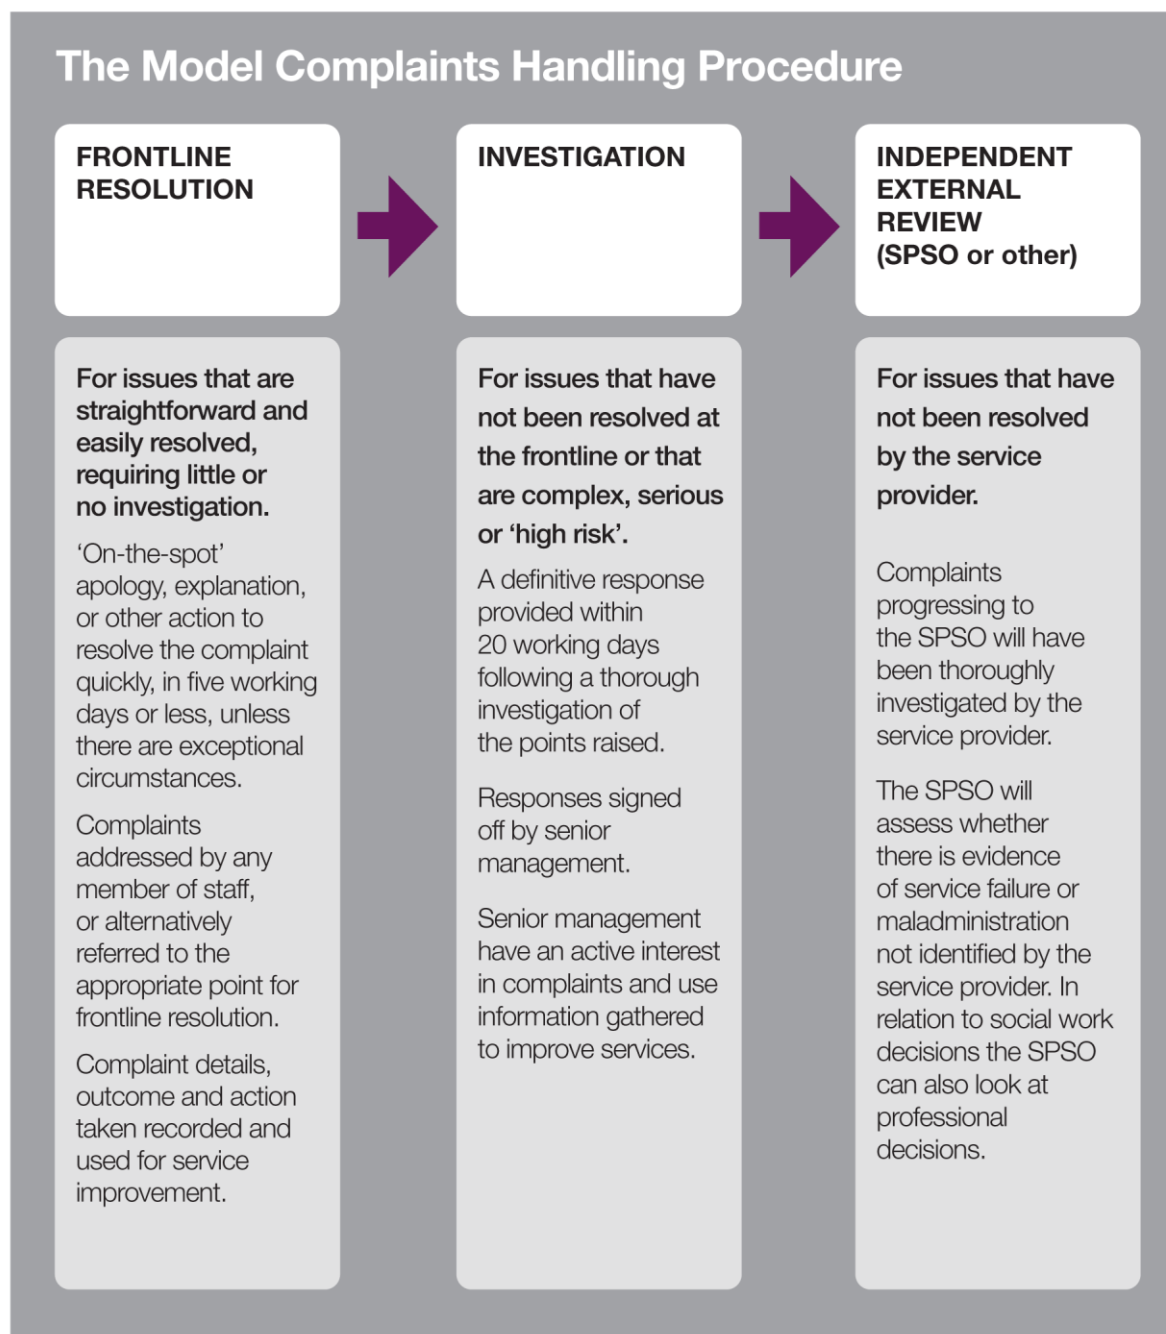 The Model Complaints Handling Procedure
FRONTLINE
RESOLUTION
For issues that are
straightforward and
easily resolved,
requiring little or
no investigation.
‘On-the-spot’
apology, explanation,
or other action to
resolve the complaint
quickly, in five working
days or less, unless
there are exceptional
circumstances.
Complaints
addressed by any
member of staff,
or alternatively
referred to the
appropriate point for
frontline resolution.
Complaint details,
outcome and action
taken recorded and
used for service
improvement.
INVESTIGATION
For issues that have
not been resolved at
the frontline or that
are complex, serious
or ‘high risk’.
A definitive response
provided within
20 working days
following a thorough
investigation of
the points raised.
Responses signed
off by senior
management.
Senior management
have an active interest
in complaints and use
information gathered
to improve services.
INDEPENDENT
EXTERNAL
REVIEW
(SPSO or other)
For issues that have
not been resolved
by the service
provider.
Complaints
progressing to
the SPSO will have
been thoroughly
investigated by the
service provider.
The SPSO will
assess whether
there is evidence
of service failure or
maladministration
not identified by the
service provider. In
relation to social work
decisions the SPSO
can also look at
professional
decisions.